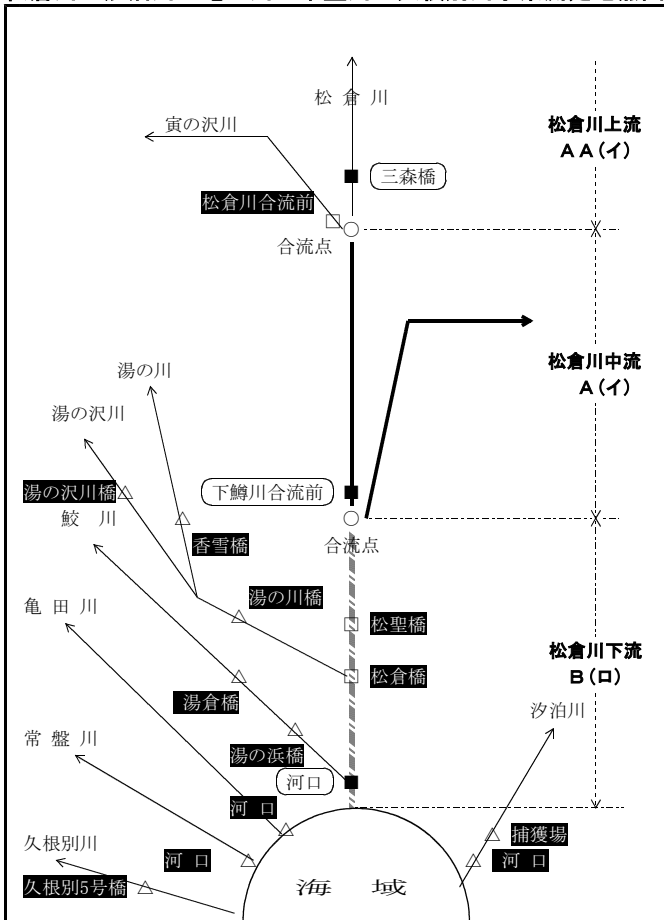 松 倉 川
寅の沢川
松倉川上流
ＡＡ(イ)
三森橋
松倉川合流前
合流点
松倉川中流
Ａ(イ)
湯の川
湯の沢川
湯の沢川橋
下鱒川合流前
鮫 川
香雪橋
合流点
湯の川橋
亀 田 川
松聖橋
松倉川下流
Ｂ(ロ)
湯倉橋
松倉橋
汐泊川
常 盤 川
湯の浜橋
河口
河 口
捕獲場
久根別川
河 口
河 口
久根別5号橋
海 域